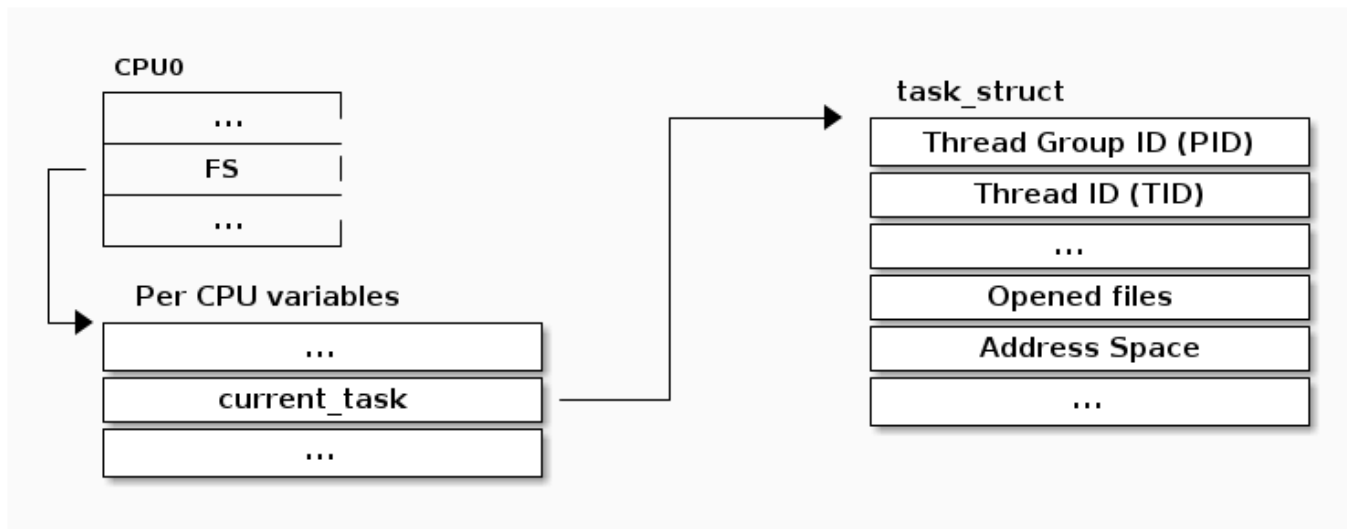 CPU0
...
FS
...
Per CPU variables
...
current_task
...
task_struct
Thread Group ID (PID)
Thread ID (TID)
...
Opened files
Address Space
...